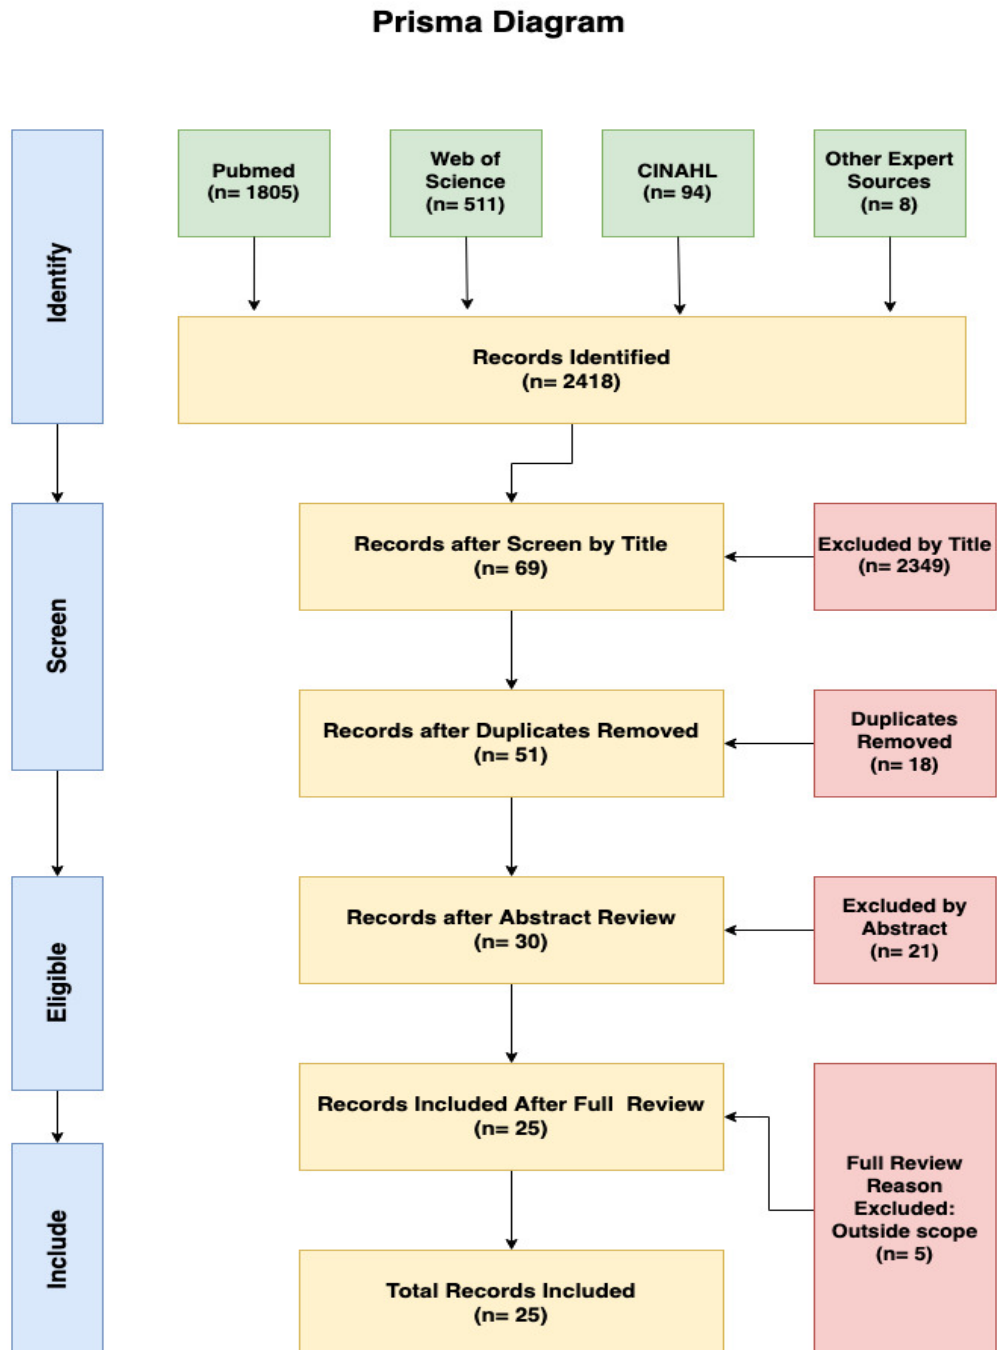 Prisma Diagram
Identify
Pubmed
(n= 1805)
Web of
Science
(n= 511)
CINAHL
(n= 94)
Other Expert
Sources
(n= 8)
Records Identified
(n= 2418)
Screen
Records after Screen by Title
(n= 69)
Excluded by Title
(n= 2349)
Records after Duplicates Removed
(n= 51)
Duplicates
Removed
(n= 18)
Eligible
Records after Abstract Review
(n= 30)
Excluded by
Abstract
(n= 21)
Records Included After Full  Review
(n= 25)
Full Review
Reason
Excluded:
Outside scope
(n= 5)
Include
Total Records Included
(n= 25)